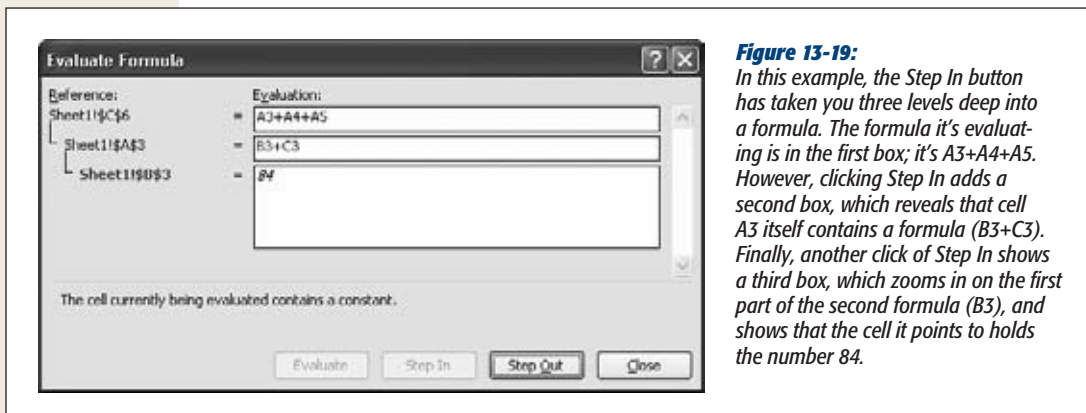 Evaluate Formula
Reference:
Evaluation:
Sheet1!$C$6 = A3+A4+A5
Sheet1!$A$3 = B3+C3
Sheet1!$B$3 = 84
The cell currently being evaluated contains a constant.
Evaluate Step In Step Out Close
Figure 13-19:
In this example, the Step In button
has taken you three levels deep into
a formula. The formula it's evaluat-
ing is in the first box; it's A3+A4+A5.
However, clicking Step In adds a
second box, which reveals that cell
A3 itself contains a formula (B3+C3).
Finally, another click of Step In shows
a third box, which zooms in on the first
part of the second formula (B3), and
shows that the cell it points to holds
the number 84.